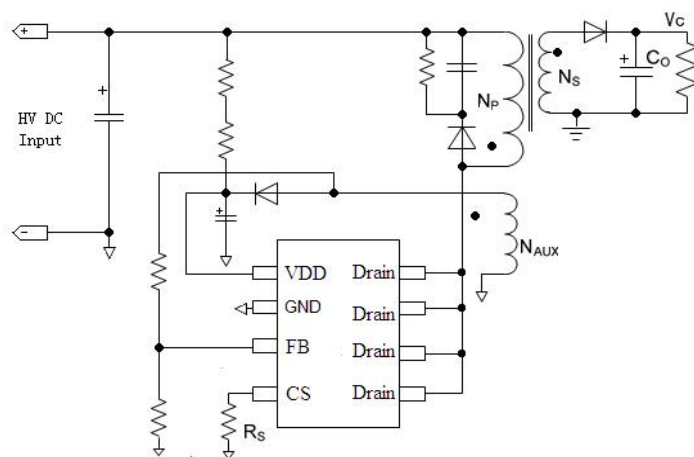 +
Vc
+
+
Co
HV DC
Input
NP
NS
-
+
NAUX
VDD
Drain
GND
Drain
FB
Drain
CS
Drain
RS